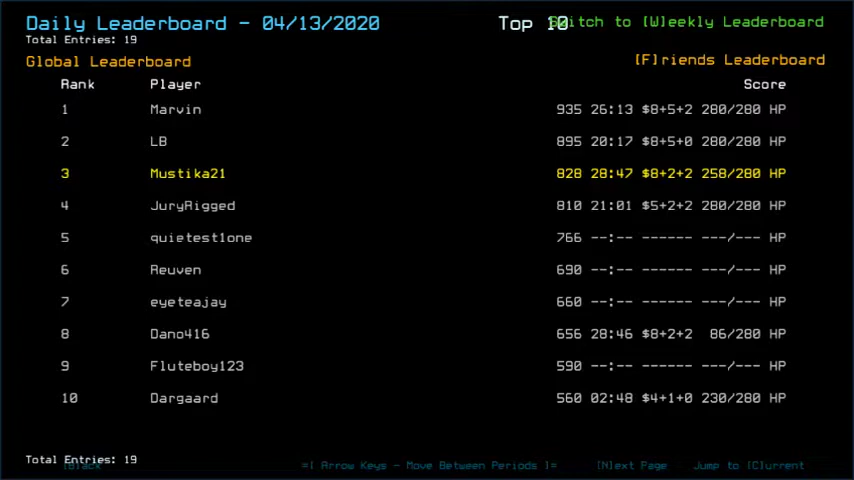 Daily Leaderboard - 04/13/2020 Top 10 Switch to [W]eekly Leaderboard
Total Entries: 19
Global Leaderboard [F]riends Leaderboard
Rank Player Score
1 Marvin 935 26:13 $8+5+2 280/280 HP
2 LB 895 20:17 $8+5+0 280/280 HP
3 Mustika21 828 28:47 $8+2+2 258/280 HP
4 JuryRigged 810 21:01 $5+2+2 280/280 HP
5 quietest1one 766 --:-- ------ ---/--- HP
6 Reuven 690 --:-- ------ ---/--- HP
7 eyeteajay 660 --:-- ------ ---/--- HP
8 Dano416 656 28:46 $8+2+2 86/280 HP
9 Fluteboy123 590 --:-- ------ ---/--- HP
10 Dargaard 560 02:48 $4+1+0 230/280 HP
Total Entries: 19
[B]ack =[ Arrow Keys - Move Between Periods ]= [N]ext Page Jump to [C]urrent